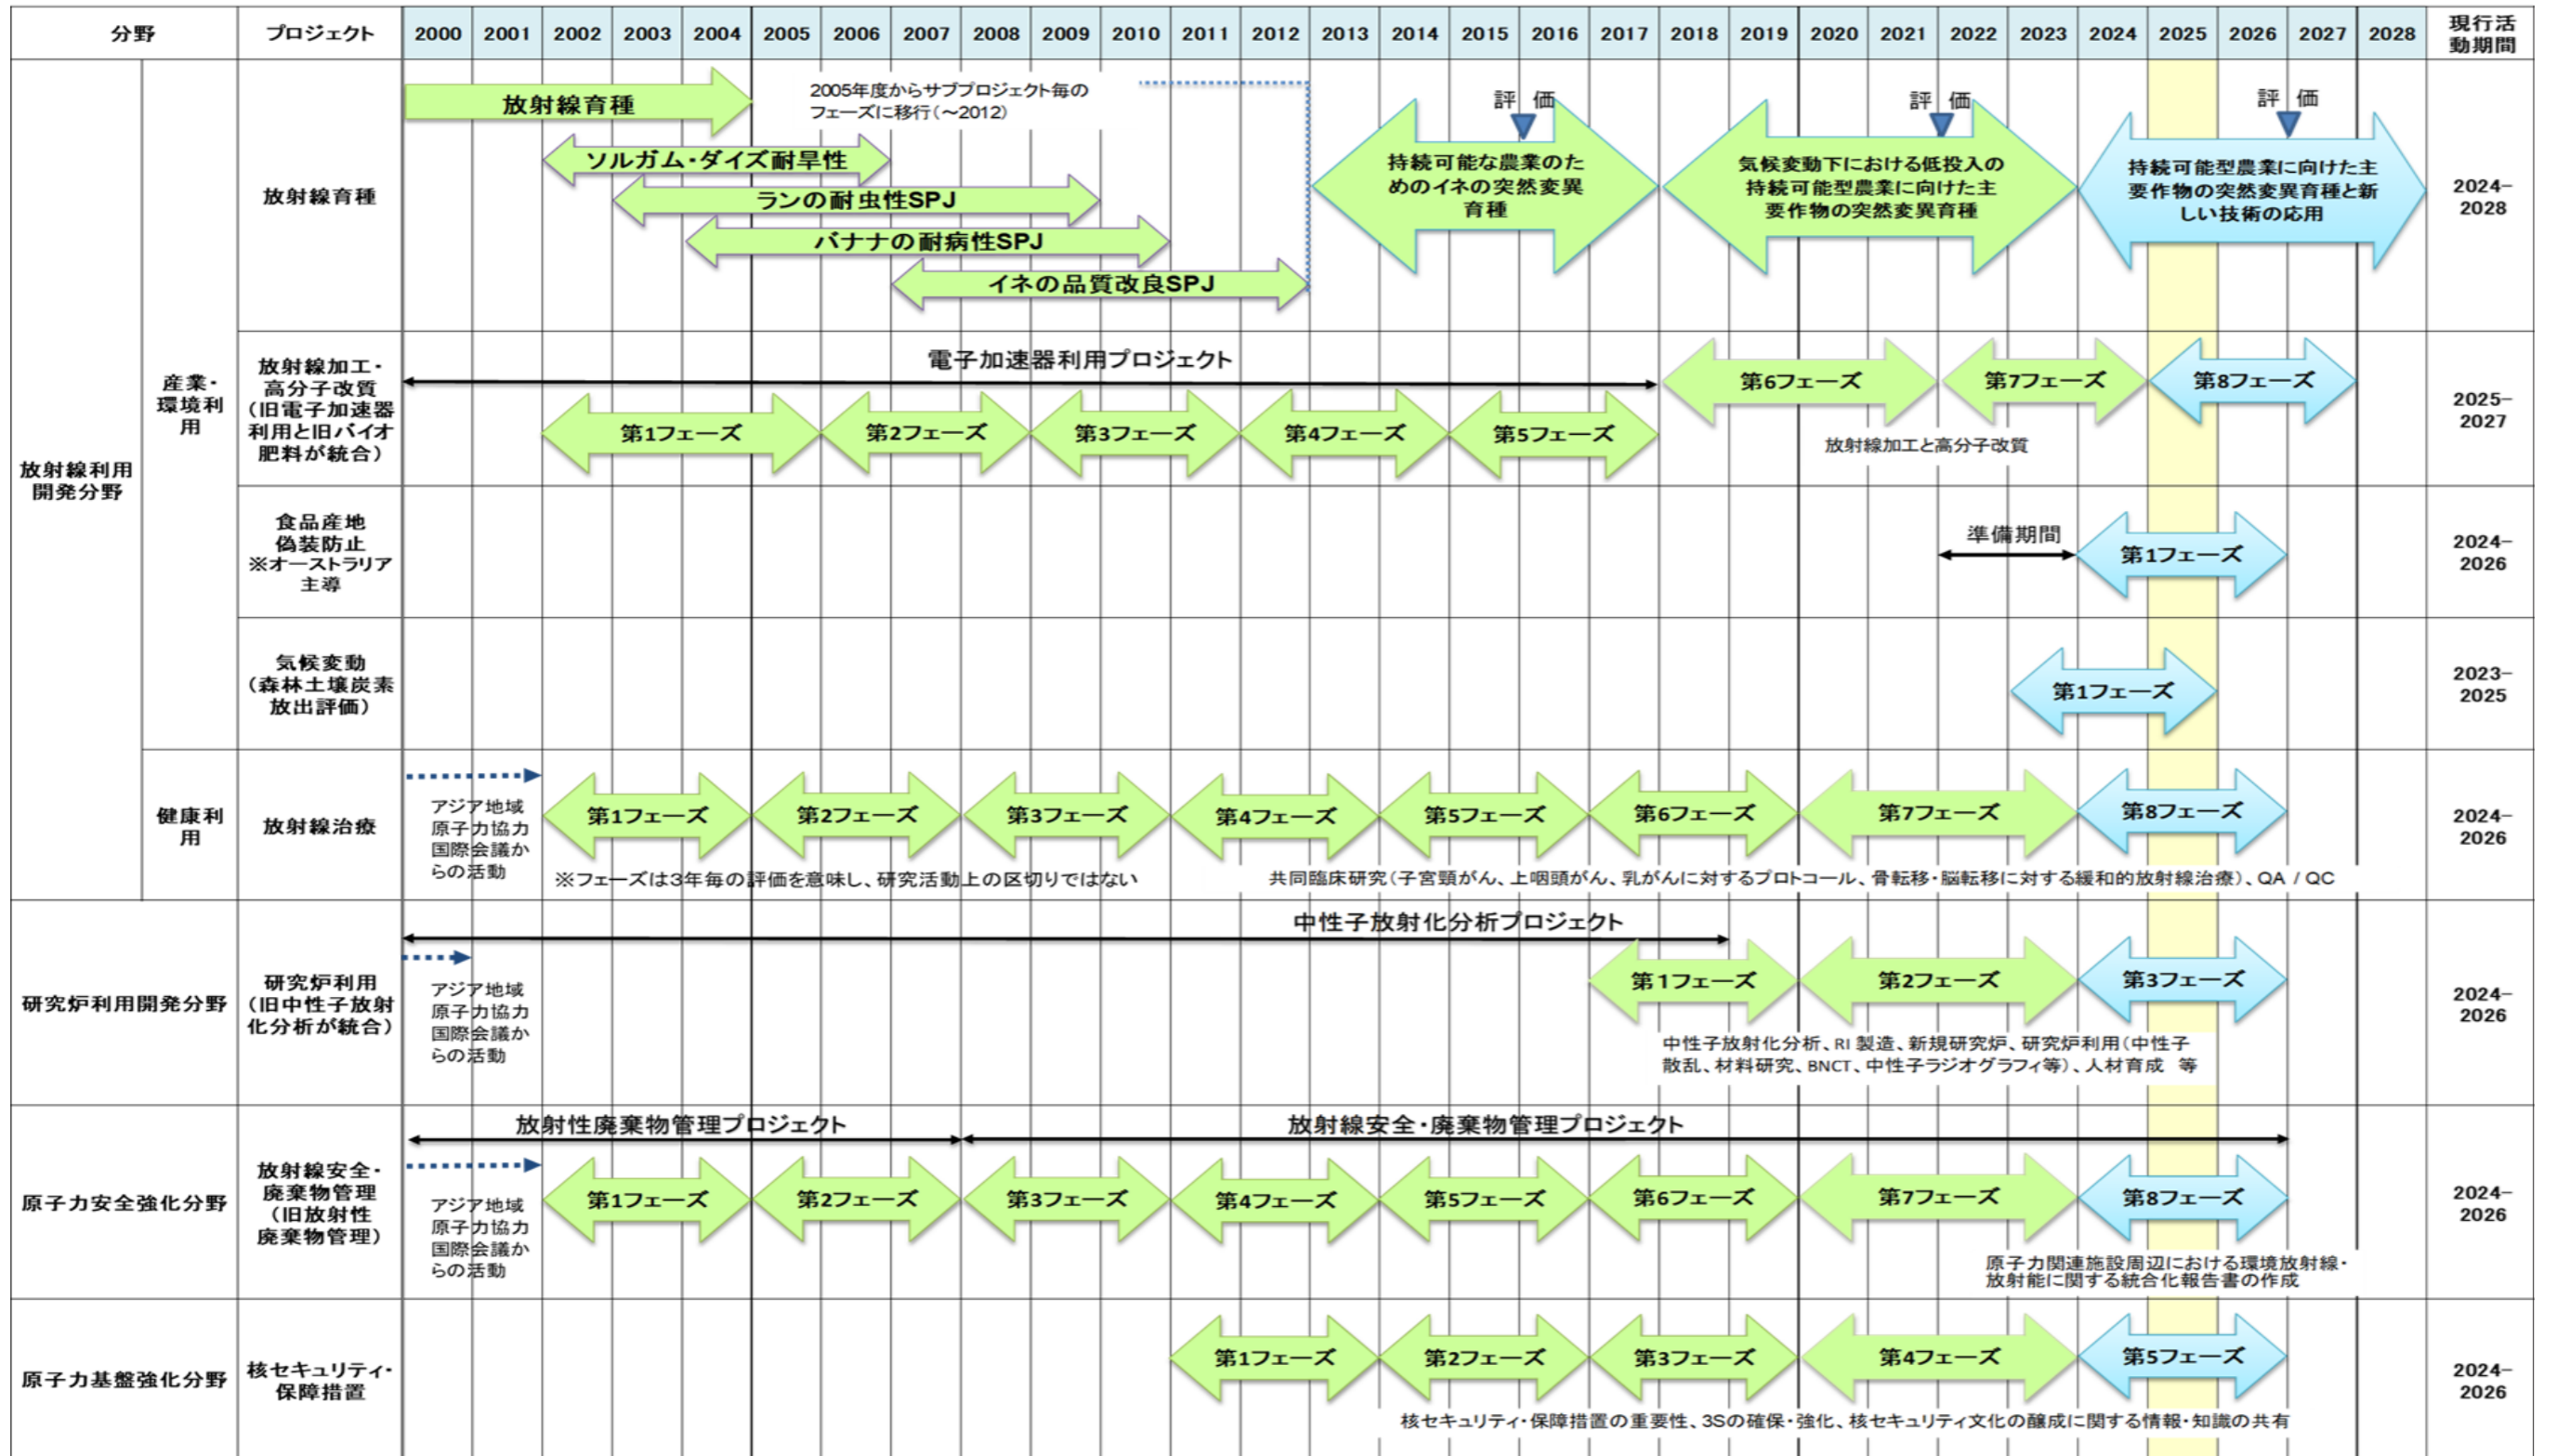 分野 プロジェクト 2000 2001 2002 2003 2004 2005 2006 2007 2008 2009 2010 2011 2012 2013 2014 2015 2016 2017 2018 2019 2020 2021 2022 2023 2024 2025 2026 2027 2028 現行活
動期間
放射線利用
開発分野
産業・
環境利
用
放射線育種
放射線育種
2005年度からサブプロジェクト毎の
フェーズに移行(～2012)
ソルガム・ダイズ耐旱性
ランの耐虫性SPJ
バナナの耐病性SPJ
イネの品質改良SPJ
評 価
持続可能な農業のた
めのイネの突然変異
育種
評 価
気候変動下における低投入の
持続可能型農業に向けた主
要作物の突然変異育種
評 価
持続可能型農業に向けた主
要作物の突然変異育種と新
しい技術の応用
2024-
2028
放射線加工・
高分子改質
(旧電子加速器
利用と旧バイオ
肥料が統合)
電子加速器利用プロジェクト
第1フェーズ 第2フェーズ 第3フェーズ 第4フェーズ 第5フェーズ
第6フェーズ 第7フェーズ 第8フェーズ
放射線加工と高分子改質
2025-
2027
食品産地
偽装防止
※オーストラリア
主導
準備期間
第1フェーズ
2024-
2026
気候変動
(森林土壌炭素
放出評価)
第1フェーズ
2023-
2025
健康利
用
放射線治療
アジア地域
原子力協力
国際会議か
らの活動
第1フェーズ 第2フェーズ 第3フェーズ 第4フェーズ 第5フェーズ 第6フェーズ 第7フェーズ 第8フェーズ
※フェーズは3年毎の評価を意味し、研究活動上の区切りではない
共同臨床研究(子宮頸がん、上咽頭がん、乳がんに対するプロトコール、骨転移・脳転移に対する緩和的放射線治療)、QA / QC
2024-
2026
研究炉利用開発分野
研究炉利用
(旧中性子放射
化分析が統合)
中性子放射化分析プロジェクト
アジア地域
原子力協力
国際会議か
らの活動
第1フェーズ 第2フェーズ 第3フェーズ
中性子放射化分析、RI 製造、新規研究炉、研究炉利用(中性子
散乱、材料研究、BNCT、中性子ラジオグラフィ等)、人材育成 等
2024-
2026
原子力安全強化分野
放射線安全・
廃棄物管理
(旧放射性
廃棄物管理)
放射性廃棄物管理プロジェクト
放射線安全・廃棄物管理プロジェクト
アジア地域
原子力協力
国際会議か
らの活動
第1フェーズ 第2フェーズ 第3フェーズ 第4フェーズ 第5フェーズ 第6フェーズ 第7フェーズ 第8フェーズ
原子力関連施設周辺における環境放射線・
放射能に関する統合化報告書の作成
2024-
2026
原子力基盤強化分野
核セキュリティ・
保障措置
第1フェーズ 第2フェーズ 第3フェーズ 第4フェーズ 第5フェーズ
核セキュリティ・保障措置の重要性、3Sの確保・強化、核セキュリティ文化の醸成に関する情報・知識の共有
2024-
2026